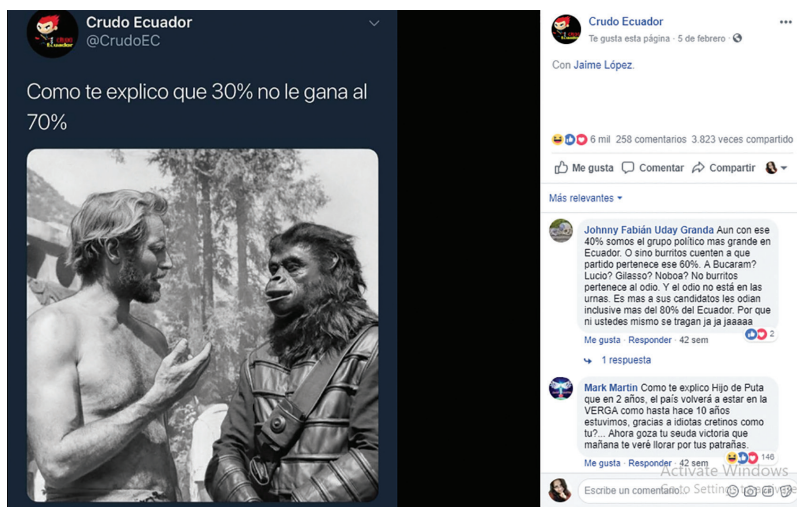 Crudo Ecuador
@CrudoEC
Como te explico que 30% no le gana al
70%
Crudo Ecuador
Te gusta esta página · 5 de febrero ·
Con Jaime López.
6 mil 258 comentarios 3.823 veces compartido
Me gusta Comentar Compartir
Más relevantes
Johnny Fabián Uday Granda Aun con ese
40% somos el grupo político mas grande en
Ecuador. O sino burritos cuenten a que
partido pertenece ese 60%. A Bucaram?
Lucio? Gilasso? Noboa? No burritos
pertenece al odio. Y el odio no está en las
urnas. Es mas a sus candidatos les odian
inclusive mas del 80% del Ecuador. Por que
ni ustedes mismo se tragan ja ja jaaaaa
2
Me gusta · Responder · 42 sem
1 respuesta
Mark Martin Como te explico Hijo de Puta
que en 2 años, el país volverá a estar en la
VERGA como hasta hace 10 años
estuvimos, gracias a idiotas cretinos como
tu?... Ahora goza tu seuda victoria que
mañana te veré llorar por tus patrañas.
146
Me gusta · Responder · 42 sem
Activate Windows
Escribe un comentario...
Go to Settings to activate